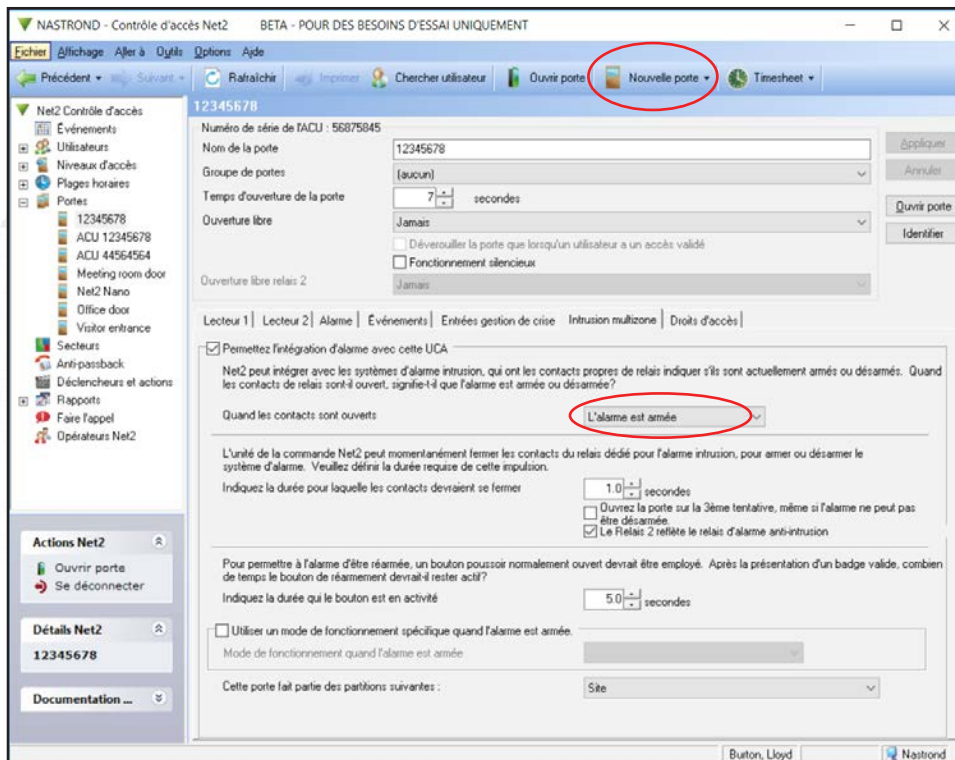 NASTROND - Contrôle d'accès Net2 BETA - POUR DES BESOINS D'ESSAI UNIQUEMENT
Fichier Affichage Aller à Outils Options Aide
Précédent Suivant Rafraîchir Imprimer Chercher utilisateur Ouvrir porte Nouvelle porte Timesheet
Net2 Contrôle d'accès
Événements
Utilisateurs
Niveaux d'accès
Plages horaires
Portes
12345678
ACU 12345678
ACU 44564564
Meeting room door
Net2 Nano
Office door
Visitor entrance
Secteurs
Anti-passback
Déclencheurs et actions
Rapports
Faire l'appel
Opérateurs Net2
Actions Net2
Ouvrir porte
Se déconnecter
Détails Net2
12345678
Documentation ...
12345678
Numéro de série de l'ACU : 56875845
Nom de la porte 12345678
Groupe de portes (aucun)
Temps d'ouverture de la porte 7 secondes
Ouverture libre Jamais
Déverouiller la porte que lorsqu'un utilisateur a un accès validé
Fonctionnement silencieux
Ouverture libre relais 2 Jamais
Appliquer
Annuler
Ouvrir porte
Identifier
Lecteur 1 Lecteur 2 Alarme Événements Entrées gestion de crise Intrusion multizone Droits d'accès
Permettez l'intégration d'alarme avec cette UCA
Net2 peut intégrer avec les systèmes d'alarme intrusion, qui ont les contacts propres de relais indiquer s'ils sont actuellement armés ou désarmés. Quand
les contacts de relais sont-il ouvert, signifie-t-il que l'alarme est armée ou désarmée?
Quand les contacts sont ouverts L'alarme est armée
L'unité de la commande Net2 peut momentanément fermer les contacts du relais dédié pour l'alarme intrusion, pour armer ou désarmer le
système d'alarme. Veuillez définir la durée requise de cette impulsion.
Indiquez la durée pour laquelle les contacts devraient se fermer 1.0 secondes
Ouvrez la porte sur la 3ème tentative, même si l'alarme ne peut pas
être désarmée.
Le Relais 2 reflète le relais d'alarme anti-intrusion
Pour permettre à l'alarme d'être réarmée, un bouton poussoir normalement ouvert devrait être employé. Après la présentation d'un badge valide, combien
de temps le bouton de réarmement devrait-il rester actif?
Indiquez la durée qui le bouton est en activité 5.0 secondes
Utiliser un mode de fonctionnement spécifique quand l'alarme est armée.
Mode de fonctionnement quand l'alarme est armée
Cette porte fait partie des partitions suivantes : Site
Burton, Lloyd Nastrond